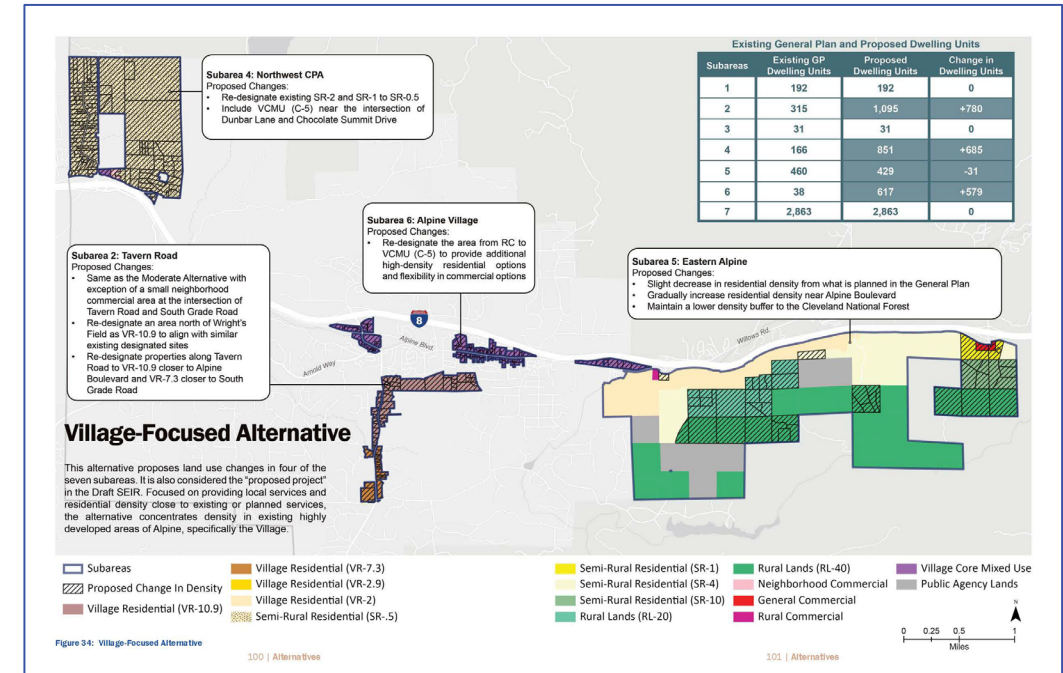 Existing General Plan and Proposed Dwelling Units
Subareas Existing GP Dwelling Units Proposed Dwelling Units Change in Dwelling Units
1 192 192 0
2 315 1,095 +780
3 31 31 0
4 166 851 +685
5 460 429 -31
6 38 617 +579
7 2,863 2,863 0
Subarea 4: Northwest CPA
Proposed Changes:
• Re-designate existing SR-2 and SR-1 to SR-0.5
• Include VCMU (C-5) near the intersection of
Dunbar Lane and Chocolate Summit Drive
Subarea 6: Alpine Village
Proposed Changes:
• Re-designate the area from RC to
VCMU (C-5) to provide additional
high-density residential options
and flexibility in commercial options
Subarea 2: Tavern Road
Proposed Changes:
• Same as the Moderate Alternative with
exception of a small neighborhood
commercial area at the intersection of
Tavern Road and South Grade Road
• Re-designate an area north of Wright's
Field as VR-10.9 to align with similar
existing designated sites
• Re-designate properties along Tavern
Road to VR-10.9 closer to Alpine
Boulevard and VR-7.3 closer to South
Grade Road
Subarea 5: Eastern Alpine
Proposed Changes:
• Slight decrease in residential density from what is planned in the General Plan
• Gradually increase residential density near Alpine Boulevard
• Maintain a lower density buffer to the Cleveland National Forest
8
Alpine Blvd.
Arnold Way
Willows Rd.
Village-Focused Alternative
This alternative proposes land use changes in four of the
seven subareas. It is also considered the "proposed project"
in the Draft SEIR. Focused on providing local services and
residential density close to existing or planned services,
the alternative concentrates density in existing highly
developed areas of Alpine, specifically the Village.
Subareas
Proposed Change In Density
Village Residential (VR-10.9)
Village Residential (VR-7.3)
Village Residential (VR-2.9)
Village Residential (VR-2)
Semi-Rural Residential (SR-.5)
Semi-Rural Residential (SR-1)
Semi-Rural Residential (SR-4)
Semi-Rural Residential (SR-10)
Rural Lands (RL-20)
Rural Lands (RL-40)
Neighborhood Commercial
General Commercial
Rural Commercial
Village Core Mixed Use
Public Agency Lands
N
0 0.25 0.5 1
Miles
Figure 34: Village-Focused Alternative
100 | Alternatives
101 | Alternatives